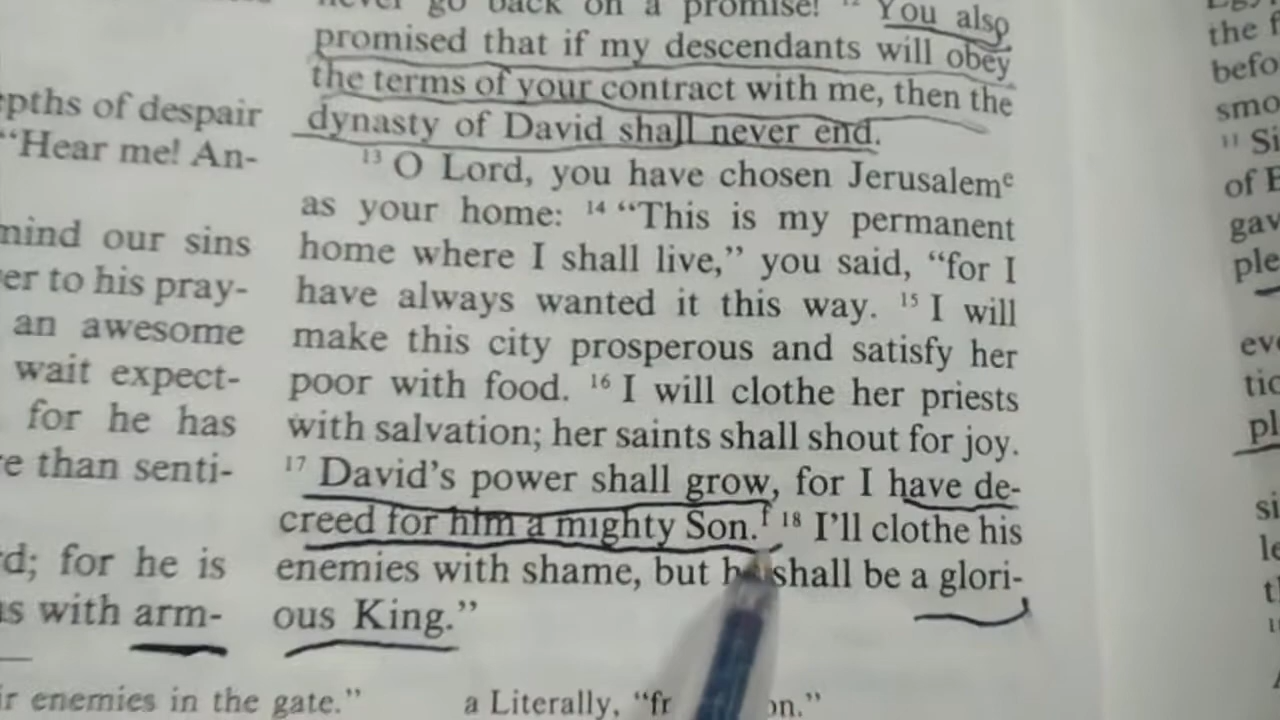 pths of despair
"Hear me! An-
mind our sins
er to his pray-
an awesome
wait expect-
for he has
e than senti-
d; for he is
s with arm-
ir enemies in the gate."
never go back on a promise! 12 You also
promised that if my descendants will obey
the terms of your contract with me, then the
dynasty of David shall never end.
13 O Lord, you have chosen Jerusalem e
as your home: 14 "This is my permanent
home where I shall live," you said, "for I
have always wanted it this way. 15 I will
make this city prosperous and satisfy her
poor with food. 16 I will clothe her priests
with salvation; her saints shall shout for joy.
17 David's power shall grow, for I have de-
creed for him a mighty Son. f 18 I'll clothe his
enemies with shame, but he shall be a glori-
ous King."
a Literally, "fr on."
the f
befo
smo
11 Si
of E
gav
ple
eve
tic
pl
si
le
th